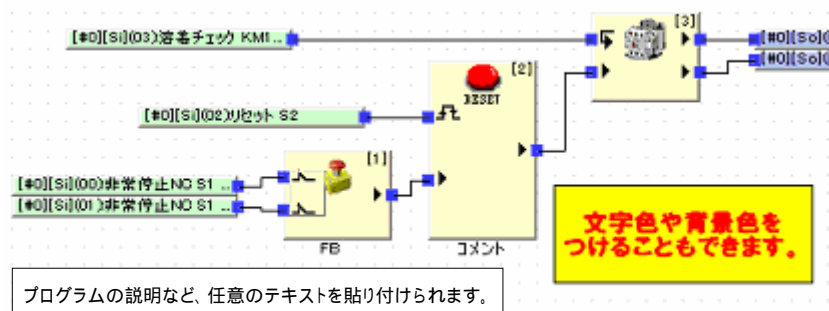 [3]
[#0][Si](03)溶着チェック KM1...
[#0][So](
[#0][So](
[2]
RESET
[#0][Si](02)リセット S2
[1]
[#0][Si](00)非常停止NC S1 ...
[#0][Si](01)非常停止NC S1 ...
FB
コメント
文字色や背景色を
つけることもできます。
プログラムの説明など、任意のテキストを貼り付けられます。